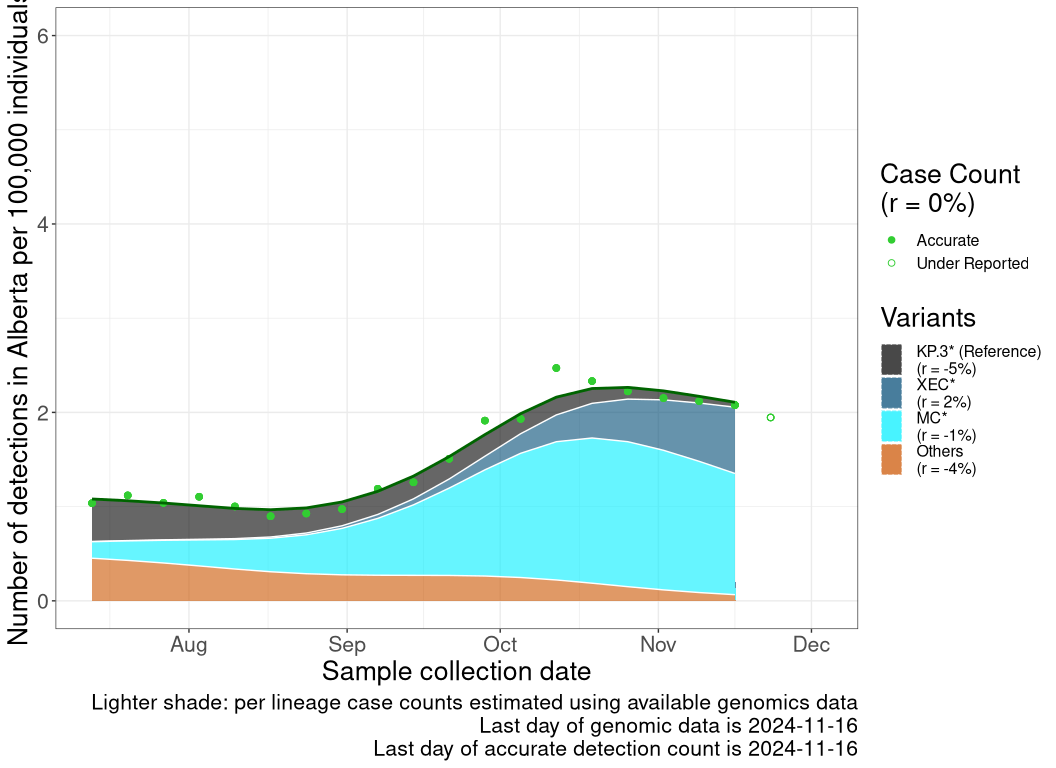 Number of detections in Alberta per 100,000 individuals
6
4
2
0
Aug Sep Oct Nov Dec
Sample collection date
Lighter shade: per lineage case counts estimated using available genomics data
Last day of genomic data is 2024-11-16
Last day of accurate detection count is 2024-11-16
Case Count
(r = 0%)
Accurate
Under Reported
Variants
KP.3* (Reference)
(r = -5%)
XEC*
(r = 2%)
MC*
(r = -1%)
Others
(r = -4%)